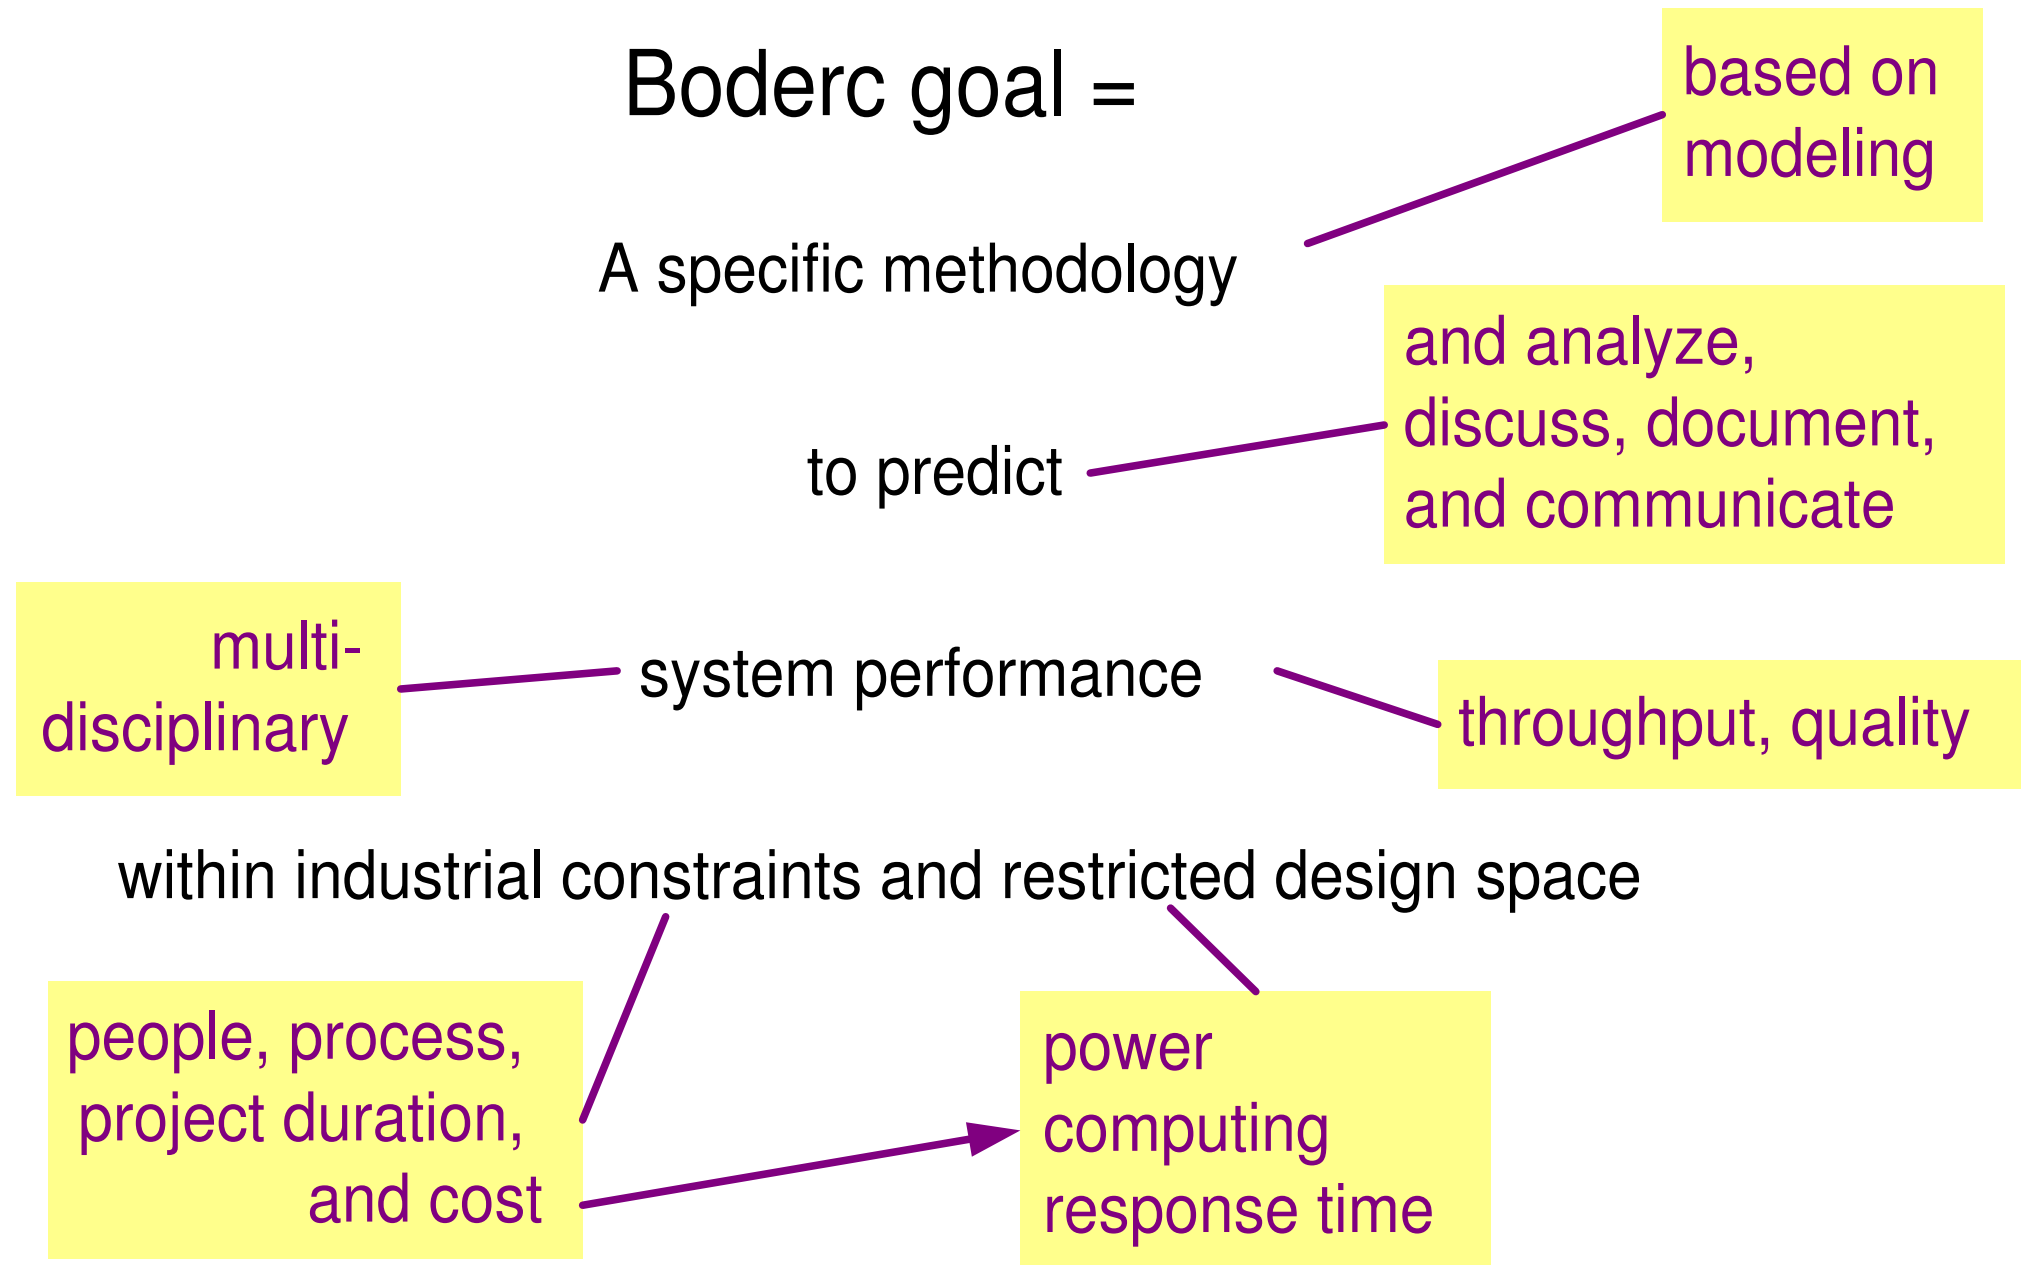 Boderc goal =
based on
modeling
A specific methodology
and analyze,
discuss, document,
and communicate
to predict
multi-
disciplinary
system performance
throughput, quality
within industrial constraints and restricted design space
people, process,
project duration,
and cost
power
computing
response time